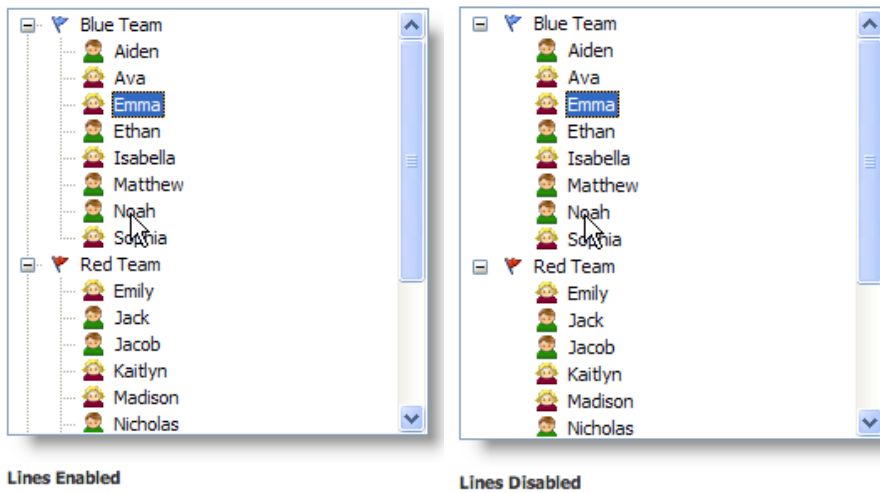 Blue Team
Aiden
Ava
Emma
Ethan
Isabella
Matthew
Noah
Sophia
Red Team
Emily
Jack
Jacob
Kaitlyn
Madison
Nicholas
Lines Enabled
Blue Team
Aiden
Ava
Emma
Ethan
Isabella
Matthew
Noah
Sophia
Red Team
Emily
Jack
Jacob
Kaitlyn
Madison
Nicholas
Lines Disabled